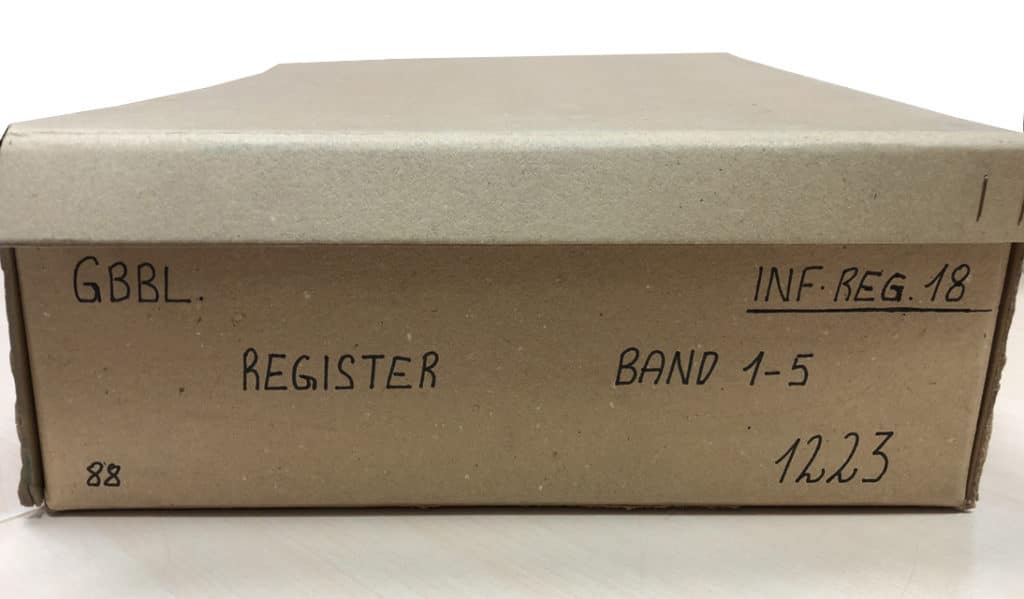 GBBL. INF. REG. 18
REGISTER BAND 1-5
88 1223